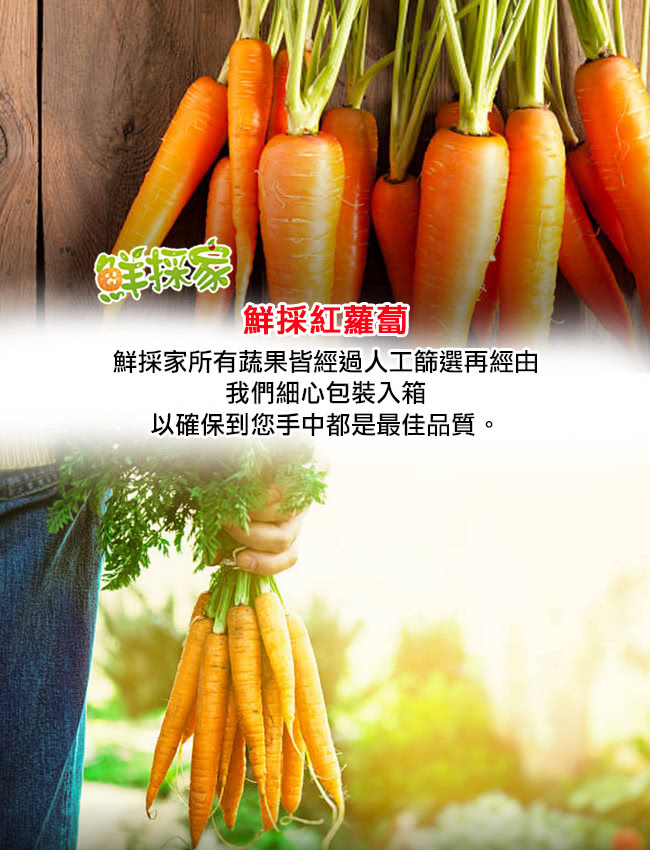 鮮採家
鮮採紅蘿蔔
鮮採家所有蔬果皆經過人工篩選再經由
我們細心包裝入箱
以確保到您手中都是最佳品質。